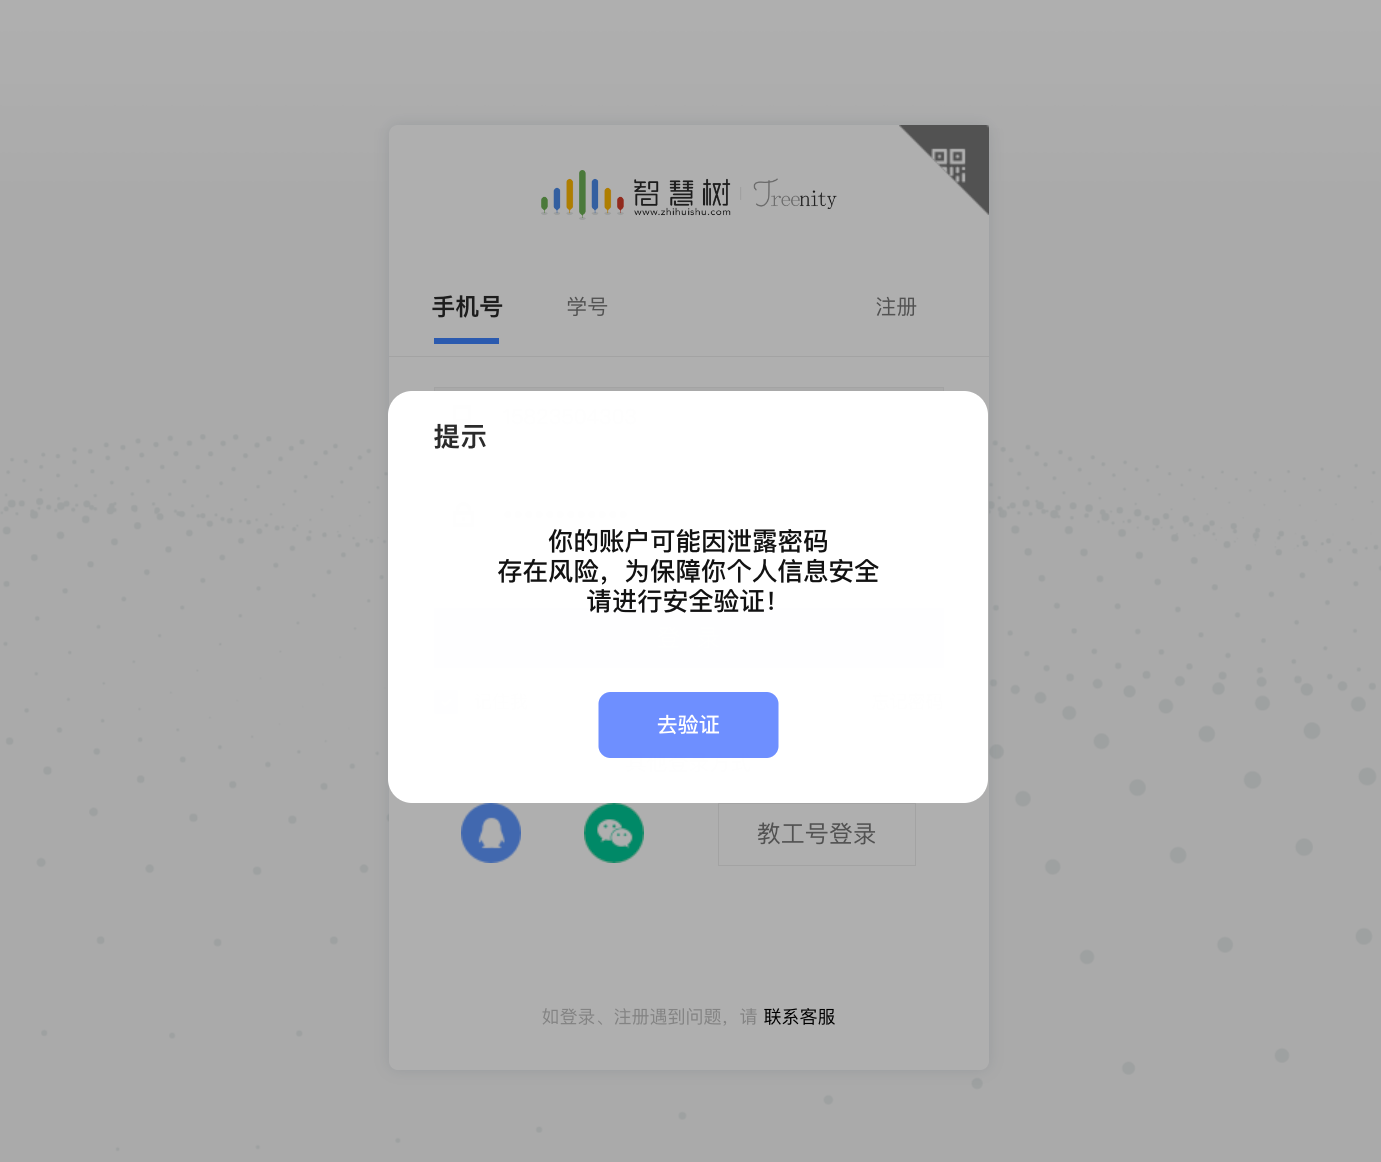 智慧树
www.zhihuishu.com
Treenity
手机号
学号
注册
提示
你的账户可能因泄露密码
存在风险，为保障你个人信息安全
请进行安全验证！
去验证
教工号登录
如登录、注册遇到问题，请 联系客服